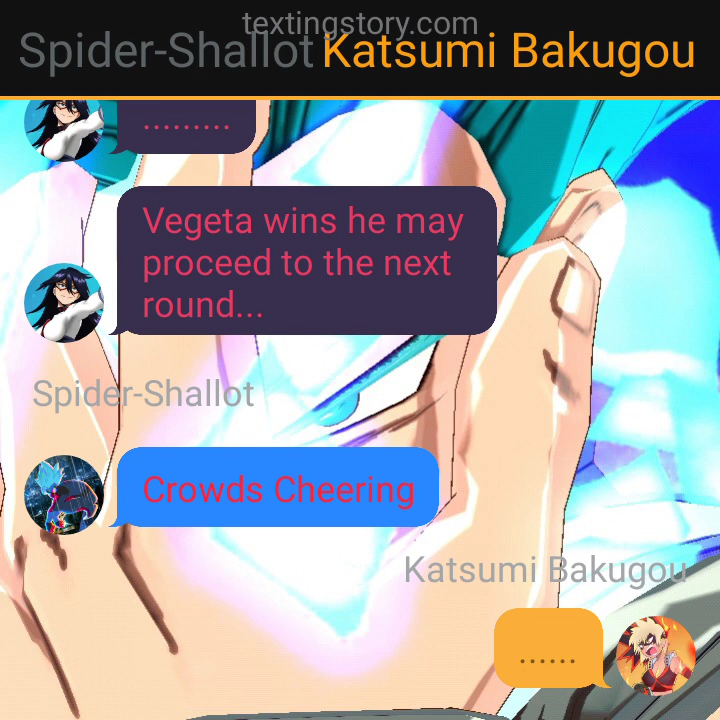 textingstory.com
Spider-Shallot Katsumi Bakugou
.........
Vegeta wins he may
proceed to the next
round...
Spider-Shallot
Crowds Cheering
Katsumi Bakugou
......